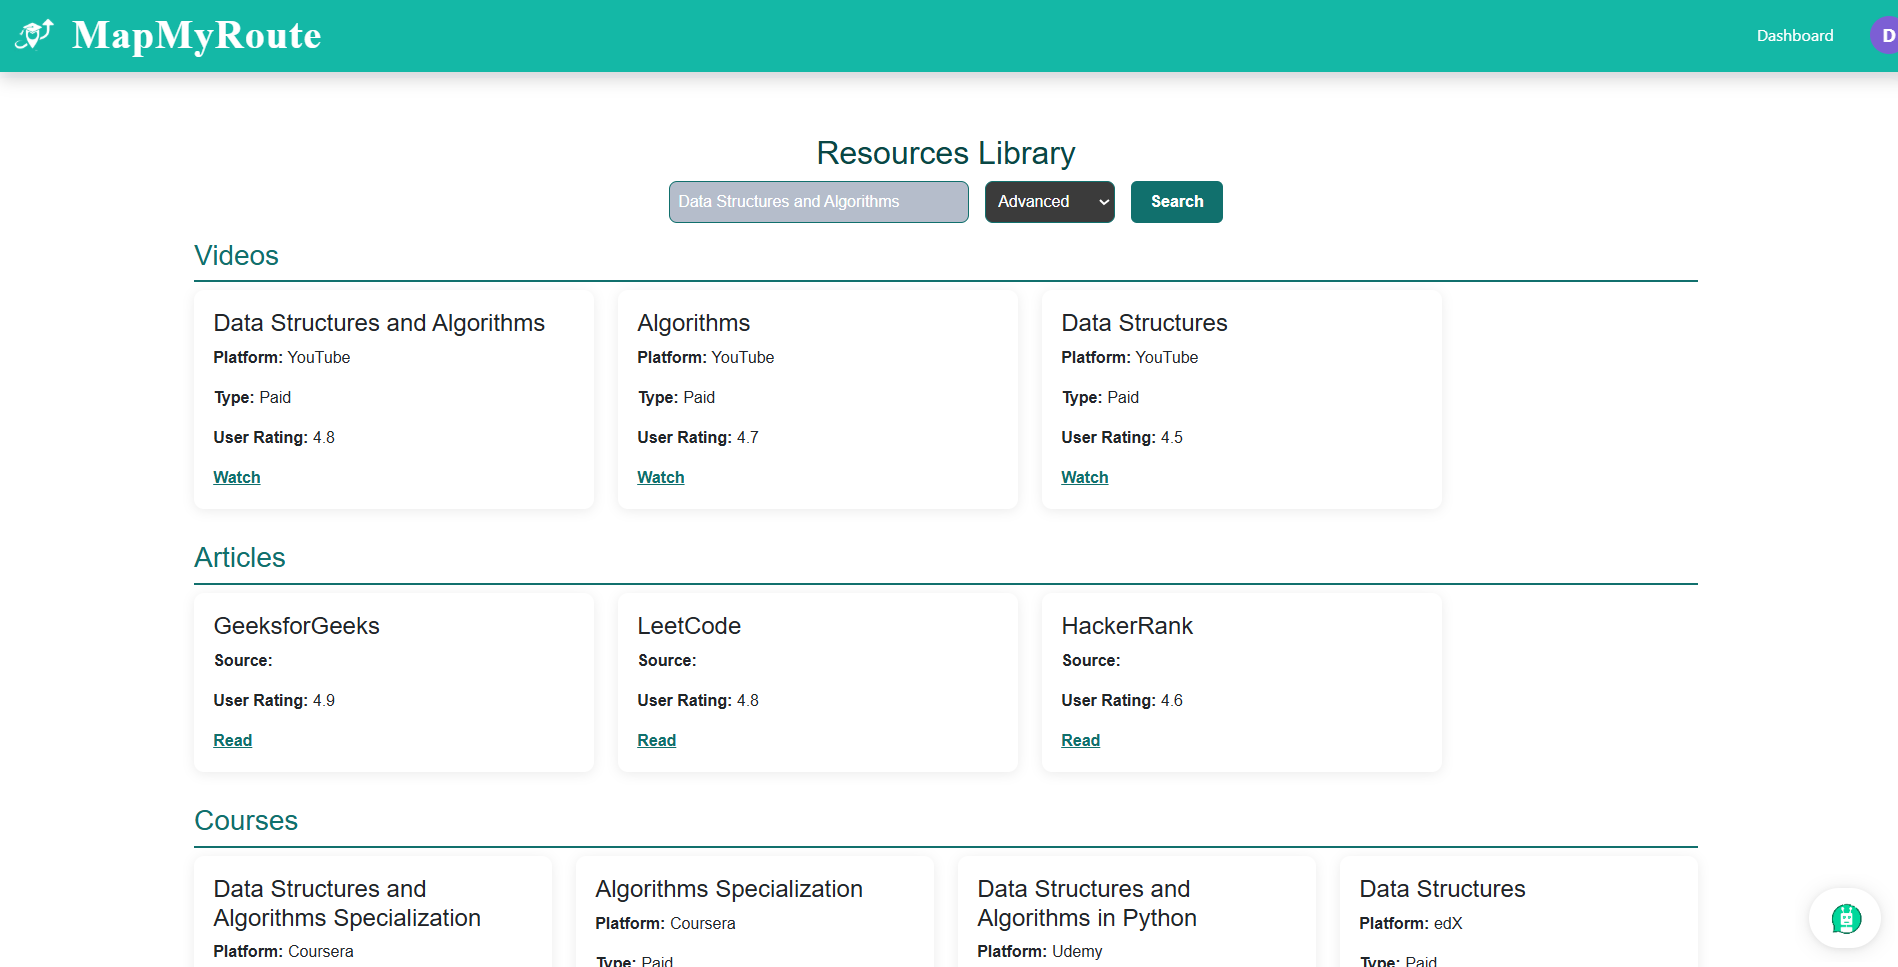 MapMyRoute
Dashboard
D
Resources Library
Data Structures and Algorithms
Advanced
Search
Videos
Data Structures and Algorithms
Platform: YouTube
Type: Paid
User Rating: 4.8
Watch
Algorithms
Platform: YouTube
Type: Paid
User Rating: 4.7
Watch
Data Structures
Platform: YouTube
Type: Paid
User Rating: 4.5
Watch
Articles
GeeksforGeeks
Source:
User Rating: 4.9
Read
LeetCode
Source:
User Rating: 4.8
Read
HackerRank
Source:
User Rating: 4.6
Read
Courses
Data Structures and
Algorithms Specialization
Platform: Coursera
Algorithms Specialization
Platform: Coursera
Type: Paid
Data Structures and
Algorithms in Python
Platform: Udemy
Data Structures
Platform: edX
Type: Paid